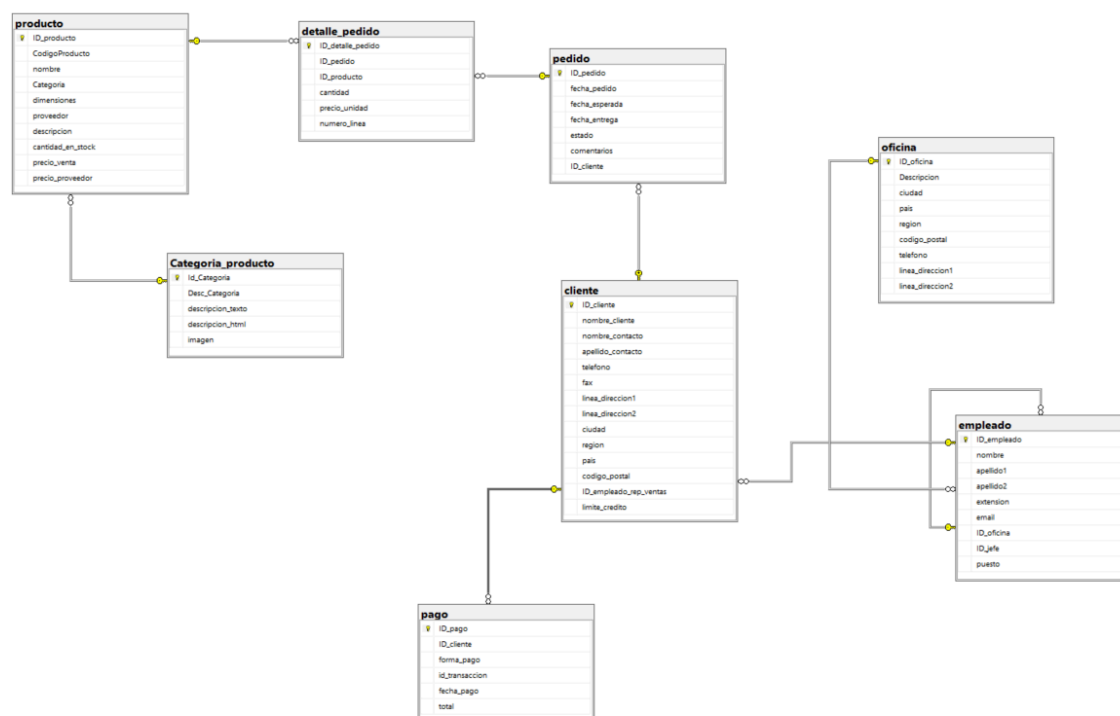 producto
ID_producto
CodigoProducto
nombre
Categoria
dimensiones
proveedor
descripcion
cantidad_en_stock
precio_venta
precio_proveedor
detalle_pedido
ID_detalle_pedido
ID_pedido
ID_producto
cantidad
precio_unidad
numero_linea
pedido
ID_pedido
fecha_pedido
fecha_esperada
fecha_entrega
estado
comentarios
ID_cliente
oficina
ID_oficina
Descripcion
ciudad
pais
region
codigo_postal
telefono
linea_direccion1
linea_direccion2
Categoria_producto
Id_Categoria
Desc_Categoria
descripcion_texto
descripcion_html
imagen
cliente
ID_cliente
nombre_cliente
nombre_contacto
apellido_contacto
telefono
fax
linea_direccion1
linea_direccion2
ciudad
region
pais
codigo_postal
ID_empleado_rep_ventas
limite_credito
empleado
ID_empleado
nombre
apellido1
apellido2
extension
email
ID_oficina
ID_jefe
puesto
pago
ID_pago
ID_cliente
forma_pago
id_transaccion
fecha_pago
total